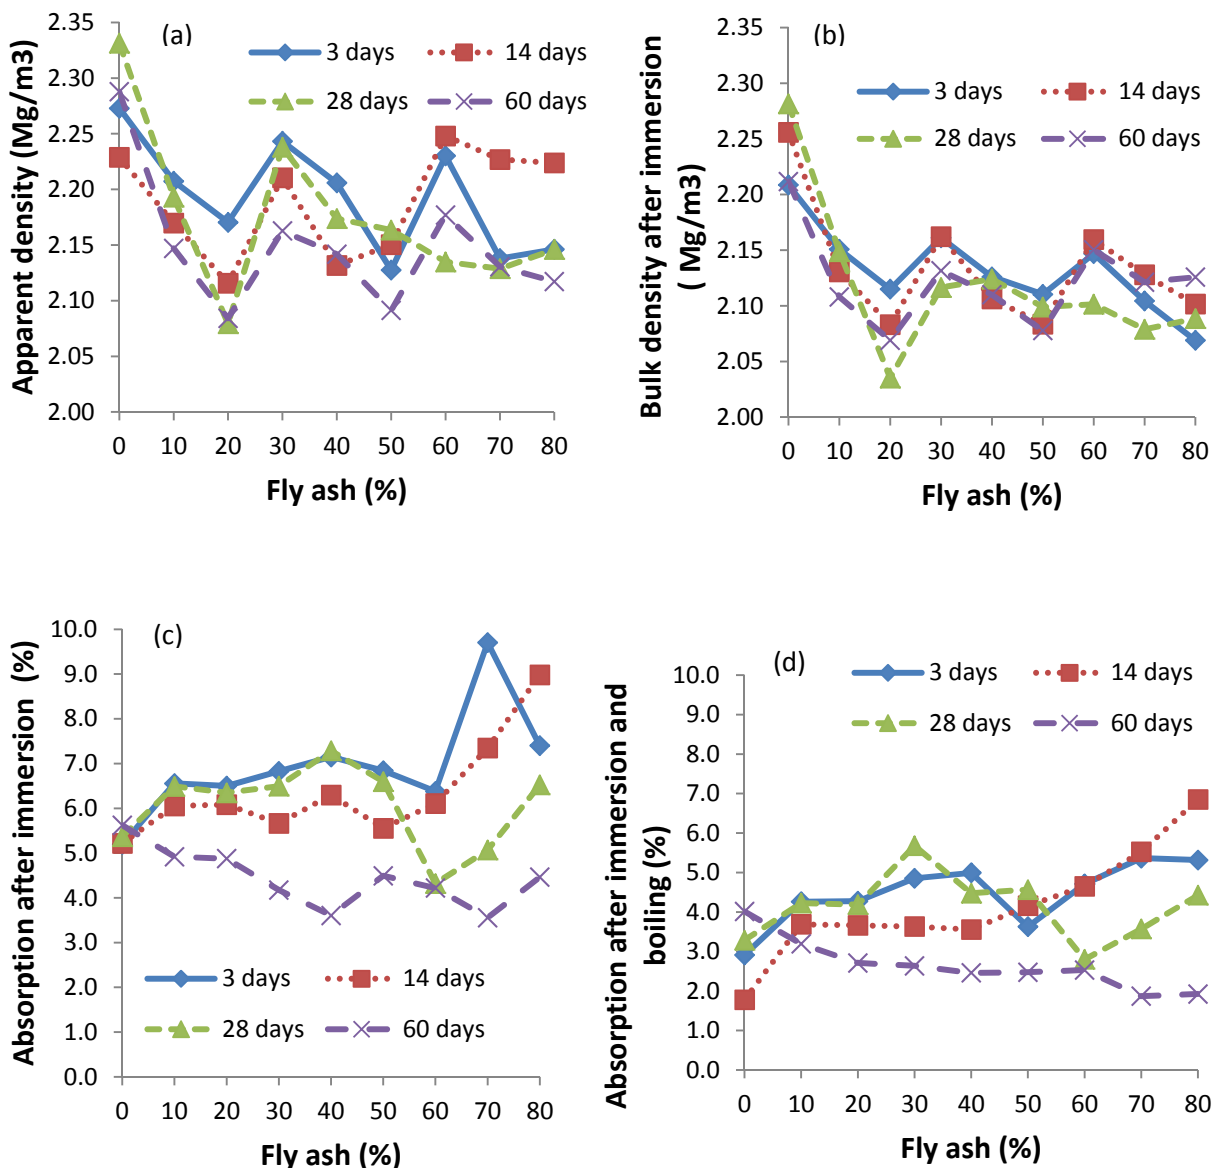 (a)
Apparent density (Mg/m3)
2.35
2.30
2.25
2.20
2.15
2.10
2.05
2.00
3 days
14 days
28 days
60 days
0 10 20 30 40 50 60 70 80
Fly ash (%)
(b)
Bulk density after immersion
( Mg/m3)
2.35
2.30
2.25
2.20
2.15
2.10
2.05
2.00
3 days
14 days
28 days
60 days
0 10 20 30 40 50 60 70 80
Fly ash (%)
(c)
Absorption after immersion (%)
10.0
9.0
8.0
7.0
6.0
5.0
4.0
3.0
2.0
1.0
0.0
3 days
14 days
28 days
60 days
0 10 20 30 40 50 60 70 80
Fly ash (%)
(d)
Absorption after immersion and
boiling (%)
10.0
9.0
8.0
7.0
6.0
5.0
4.0
3.0
2.0
1.0
0.0
3 days
14 days
28 days
60 days
0 10 20 30 40 50 60 70 80
Fly ash (%)